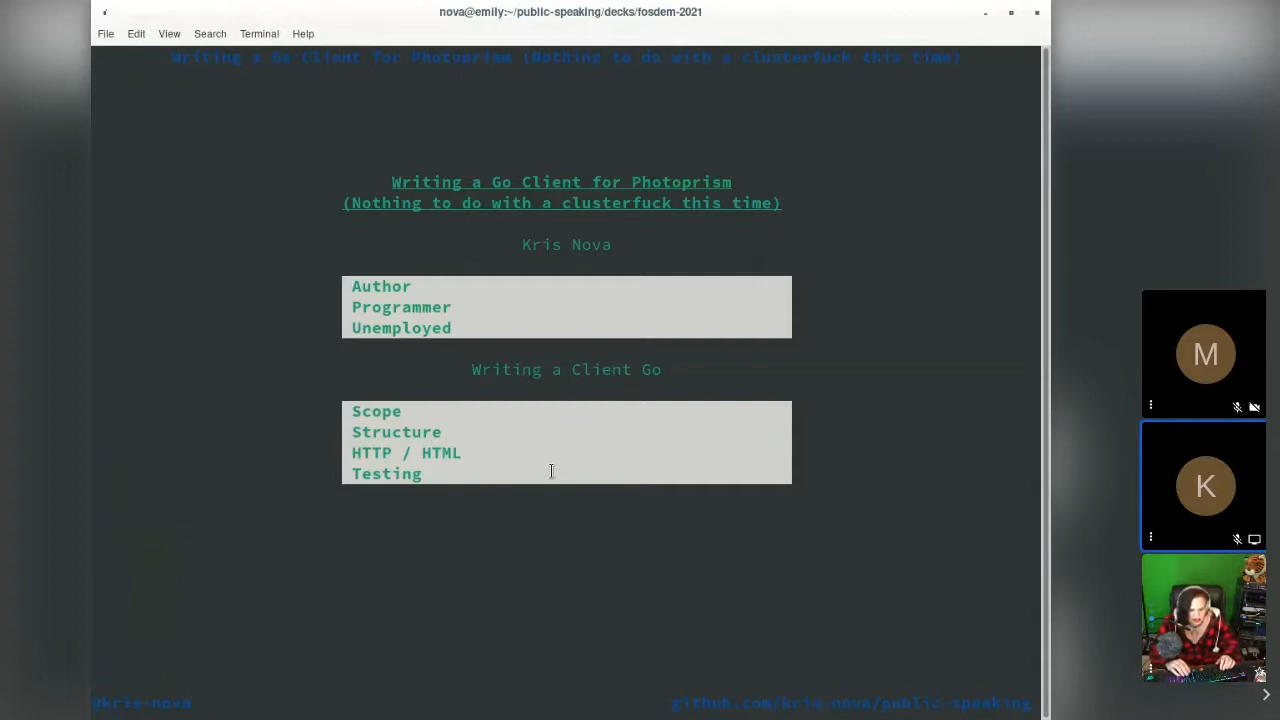 nova@emily:~/public-speaking/decks/fosdem-2021
File Edit View Search Terminal Help
Writing a Go Client for Photoprism (Nothing to do with a clusterfuck this time)
Writing a Go Client for Photoprism
(Nothing to do with a clusterfuck this time)
Kris Nova
Author
Programmer
Unemployed
Writing a Client Go
Scope
Structure
HTTP / HTML
Testing
M
K
@kris-nova
github.com/kris-nova/public-speaking